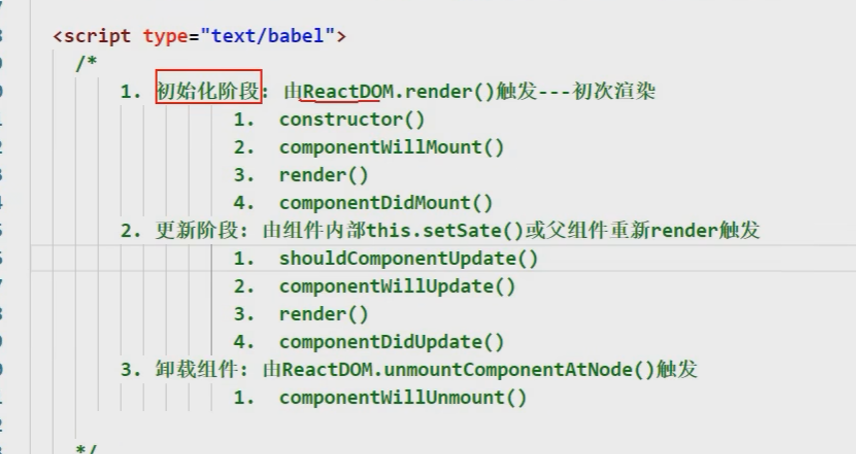 <script type="text/babel">
/*
1. 初始化阶段: 由ReactDOM.render()触发---初次渲染
1. constructor()
2. componentWillMount()
3. render()
4. componentDidMount()
2. 更新阶段: 由组件内部this.setSate()或父组件重新render触发
1. shouldComponentUpdate()
2. componentWillUpdate()
3. render()
4. componentDidUpdate()
3. 卸载组件: 由ReactDOM.unmountComponentAtNode()触发
1. componentWillUnmount()
*/